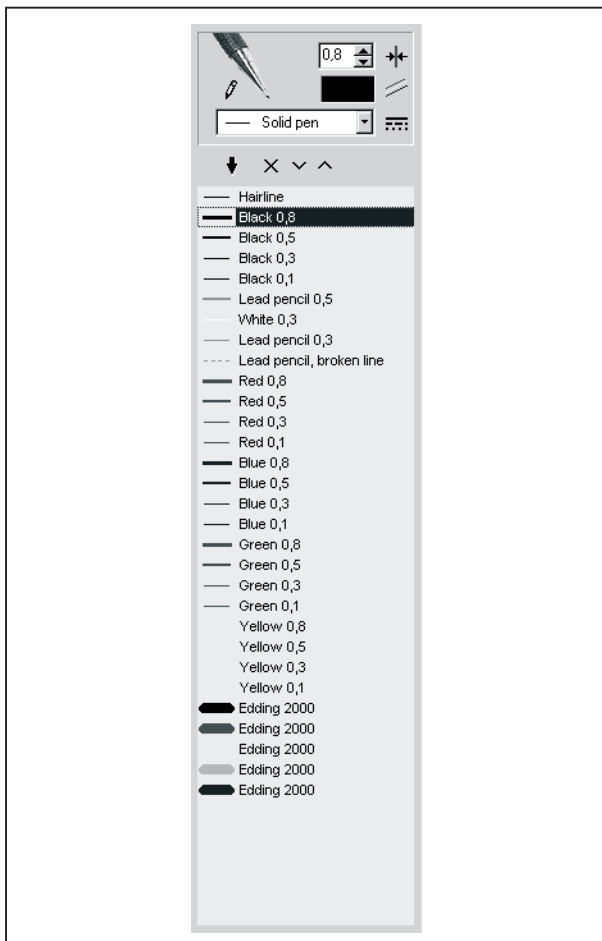 0,8
Solid pen
Hairline
Black 0,8
Black 0,5
Black 0,3
Black 0,1
Lead pencil 0,5
White 0,3
Lead pencil 0,3
Lead pencil, broken line
Red 0,8
Red 0,5
Red 0,3
Red 0,1
Blue 0,8
Blue 0,5
Blue 0,3
Blue 0,1
Green 0,8
Green 0,5
Green 0,3
Green 0,1
Yellow 0,8
Yellow 0,5
Yellow 0,3
Yellow 0,1
Edding 2000
Edding 2000
Edding 2000
Edding 2000
Edding 2000